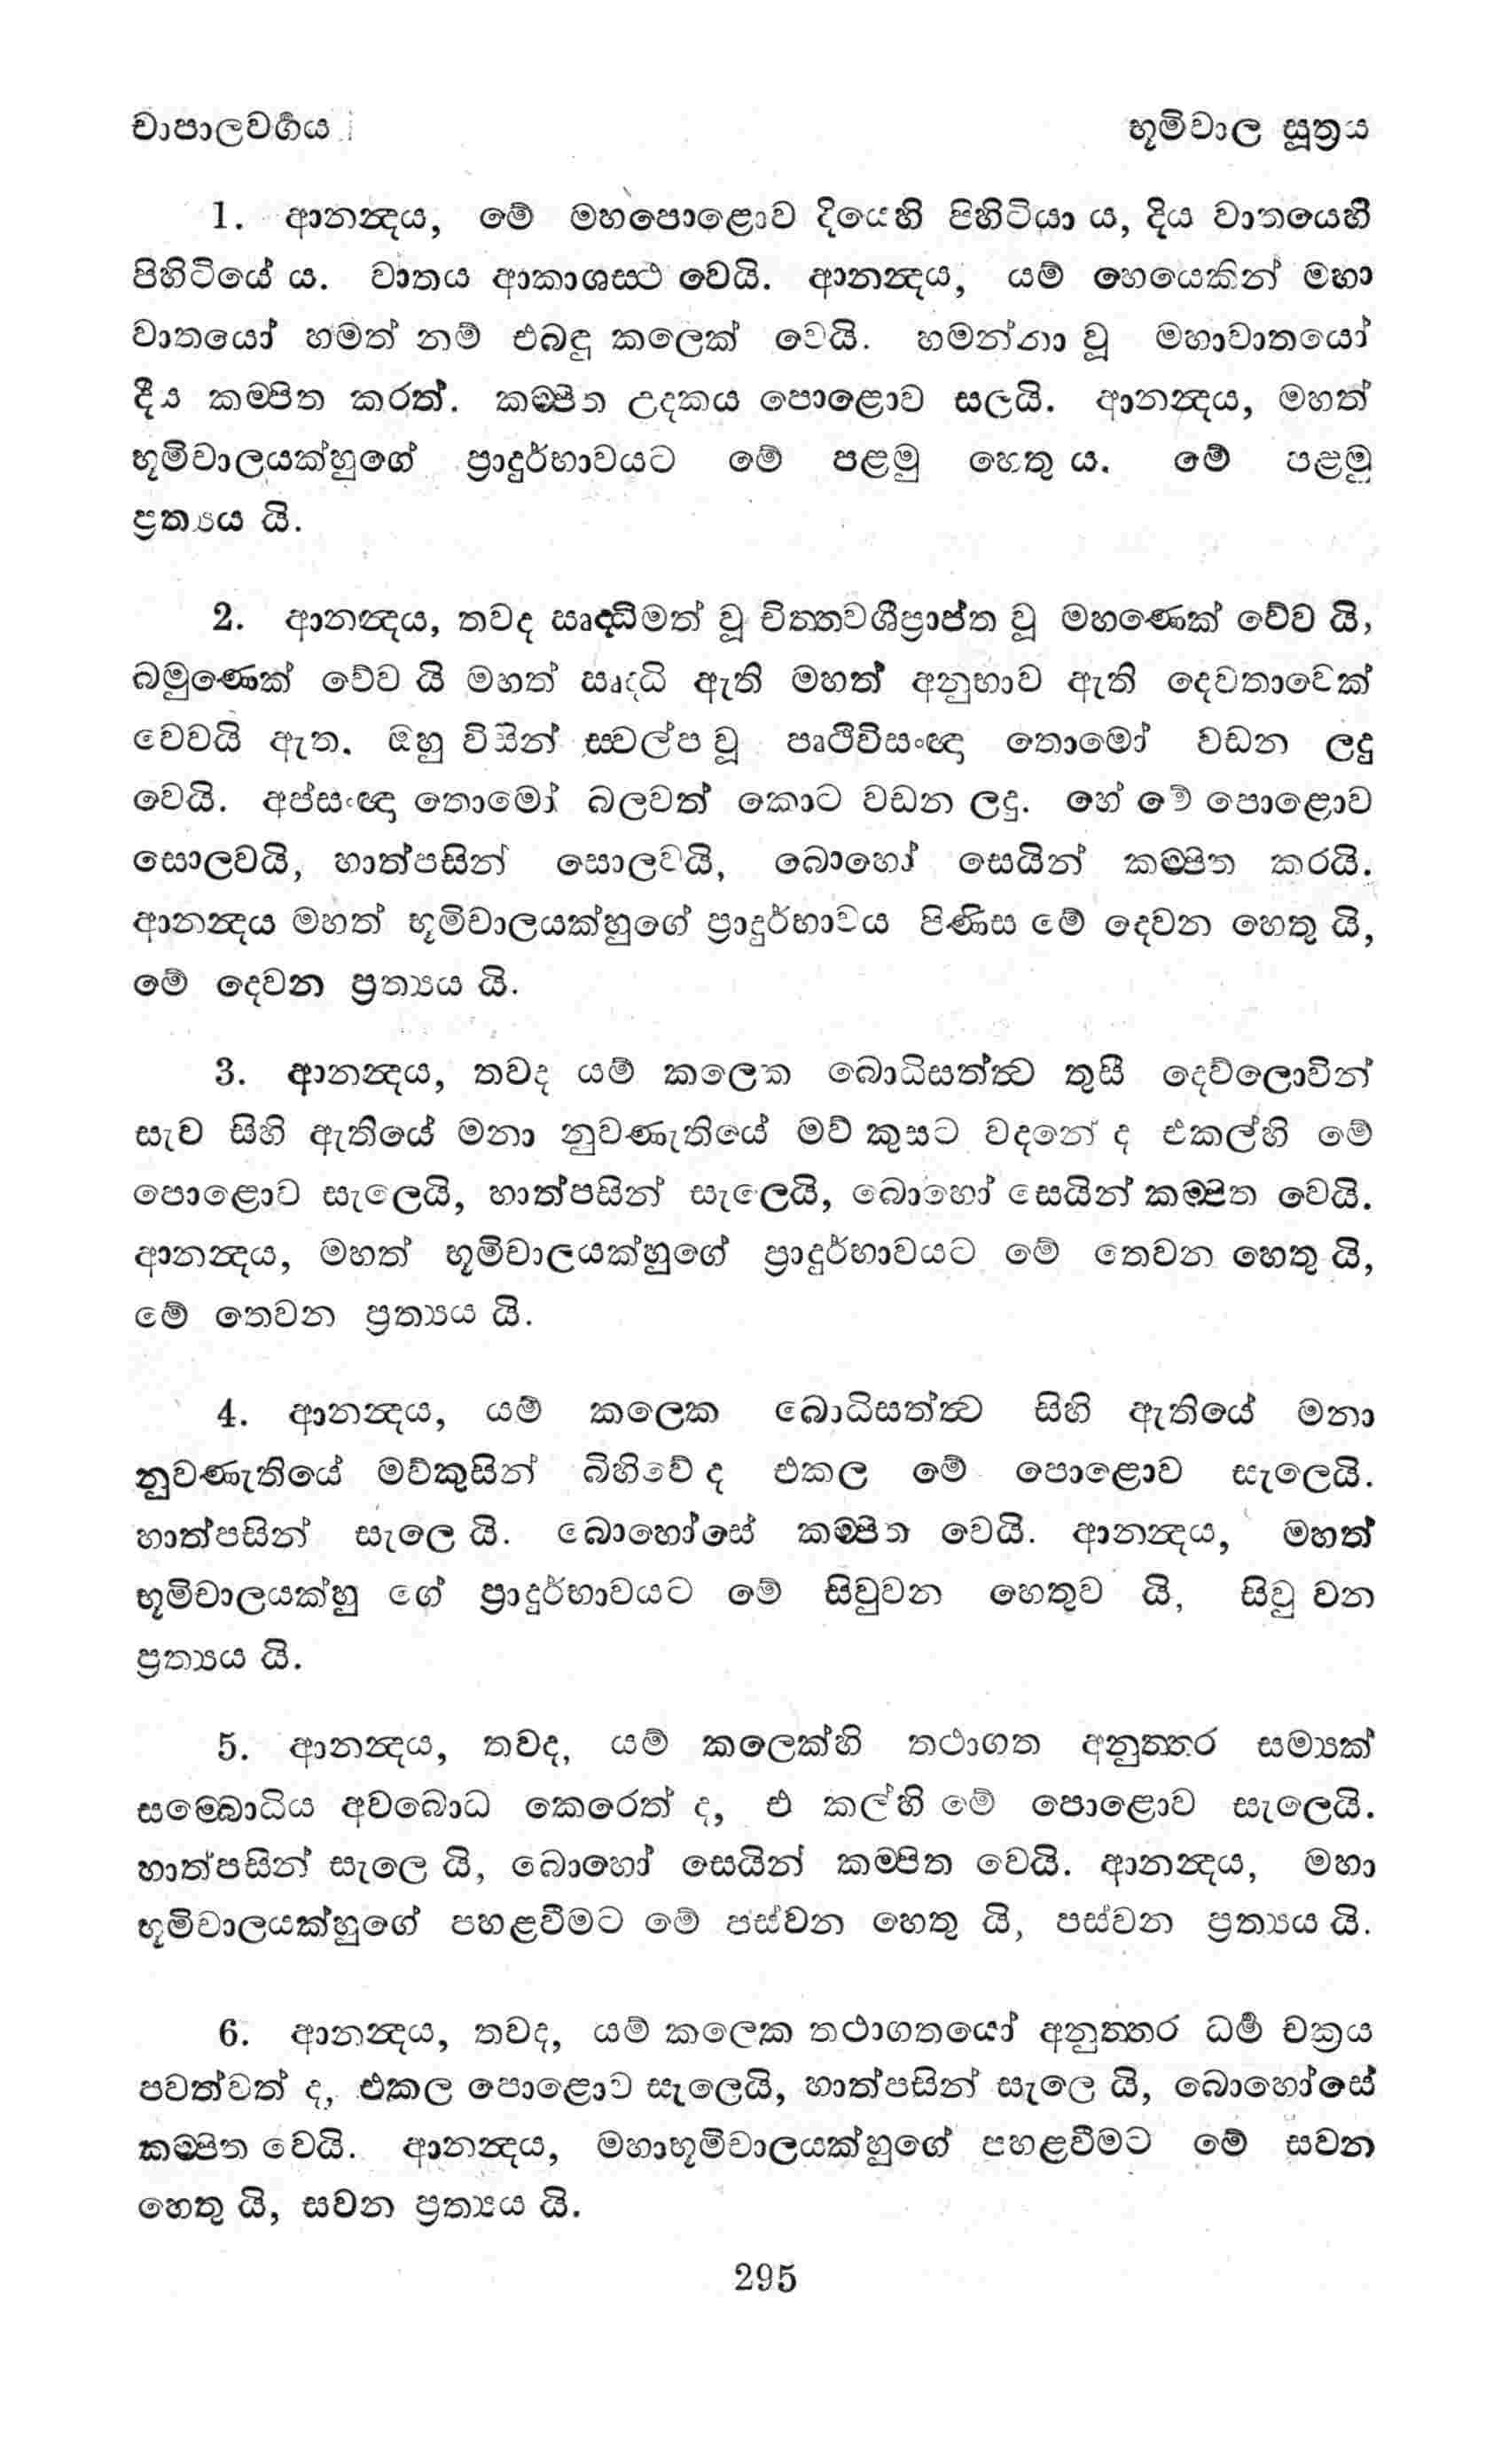 චාපාලවර්‍ගය
භූමිචාල සූත්‍රය
1. ආනන්‍දය, මේ මහපොළොව දියෙහි පිහිටියා ය, දිය වාතයෙහි
පිහිටියේ ය. වාතය ආකාශස්‍ථ වෙයි. ආනන්‍දය, යම් හෙයෙකින් මහා
වාතයෝ හමත් නම් එබඳු කලෙක් වෙයි. හමන්නා වූ මහාවාතයෝ
දිය කම්‍පිත කරත්. කම්‍පිත උදකය පොළොව සලයි. ආනන්‍දය, මහත්
භූමිචාලයක්හුගේ ප්‍රාදුර්භාවයට මේ පළමු හෙතු ය. මේ පළමු
ප්‍රත්‍යය යි.
2. ආනන්‍දය, තවද සෘද්‍ධිමත් වූ චිත්‍තවශීප්‍රාප්ත වූ මහණෙක් වේව යි,
බමුණෙක් වේව යි මහත් සෘද්‍ධි ඇති මහත් අනුභාව ඇති දෙවතාවෙක්
වෙවයි ඇත. ඔහු විසින් ස්‍වල්ප වූ පෘථිවිසංඥා තොමෝ වඩන ලදු
වෙයි. අප්සංඥා තොමෝ බලවත් කොට වඩන ලදු. හේ මේ පොළොව
සොලවයි, හාත්පසින් සොලවයි, බොහෝ සෙයින් කම්‍පිත කරයි.
ආනන්‍දය මහත් භූමිචාලයක්හුගේ ප්‍රාදුර්භාවය පිණිස මේ දෙවන හෙතු යි,
මේ දෙවන ප්‍රත්‍යය යි.
3. ආනන්‍දය, තවද යම් කලෙක බොධිසත්ත්‍ව තුසී දෙව්ලොවින්
සැව සිහි ඇතියේ මනා නුවණැතියේ මව් කුසට වදනේ ද එකල්හි මේ
පොළොව සැලෙයි, හාත්පසින් සැලෙයි, බොහෝ සෙයින් කම්‍පිත වෙයි.
ආනන්‍දය, මහත් භූමිචාලයක්හුගේ ප්‍රාදුර්භාවයට මේ තෙවන හෙතු යි,
මේ තෙවන ප්‍රත්‍යය යි.
4. ආනන්‍දය, යම් කලෙක බොධිසත්ත්‍ව සිහි ඇතියේ මනා
නුවණැතියේ මව්කුසින් බිහිවේ ද එකල මේ පොළොව සැලෙයි.
හාත්පසින් සැලෙ යි. බොහෝසේ කම්‍පිත වෙයි. ආනන්‍දය, මහත්
භූමිචාලයක්හු ගේ ප්‍රාදුර්භාවයට මේ සිවුවන හෙතුව යි, සිවු වන
ප්‍රත්‍යය යි.
5. ආනන්‍දය, තවද, යම් කලෙක්හි තථාගත අනුත්‍තර සම්‍යක්
සම්‍බොධිය අවබොධ කෙරෙත් ද, එ කල්හි මේ පොළොව සැලෙයි.
හාත්පසින් සැලෙ යි, බොහෝ සෙයින් කම්‍පිත වෙයි. ආනන්‍දය, මහා
භූමිචාලයක්හුගේ පහළවීමට මේ පස්වන හෙතු යි, පස්වන ප්‍රත්‍යය යි.
6. ආනන්‍දය, තවද, යම් කලෙක තථාගතයෝ අනුත්‍තර ධර්‍ම චක්‍රය
පවත්වත් ද, එකල පොළොව සැලෙයි, හාත්පසින් සැලෙ යි, බොහෝසේ
කම්‍පිත වෙයි. ආනන්‍දය, මහාභූමිචාලයක්හුගේ පහළවීමට මේ සවන
හෙතු යි, සවන ප්‍රත්‍යය යි.
295